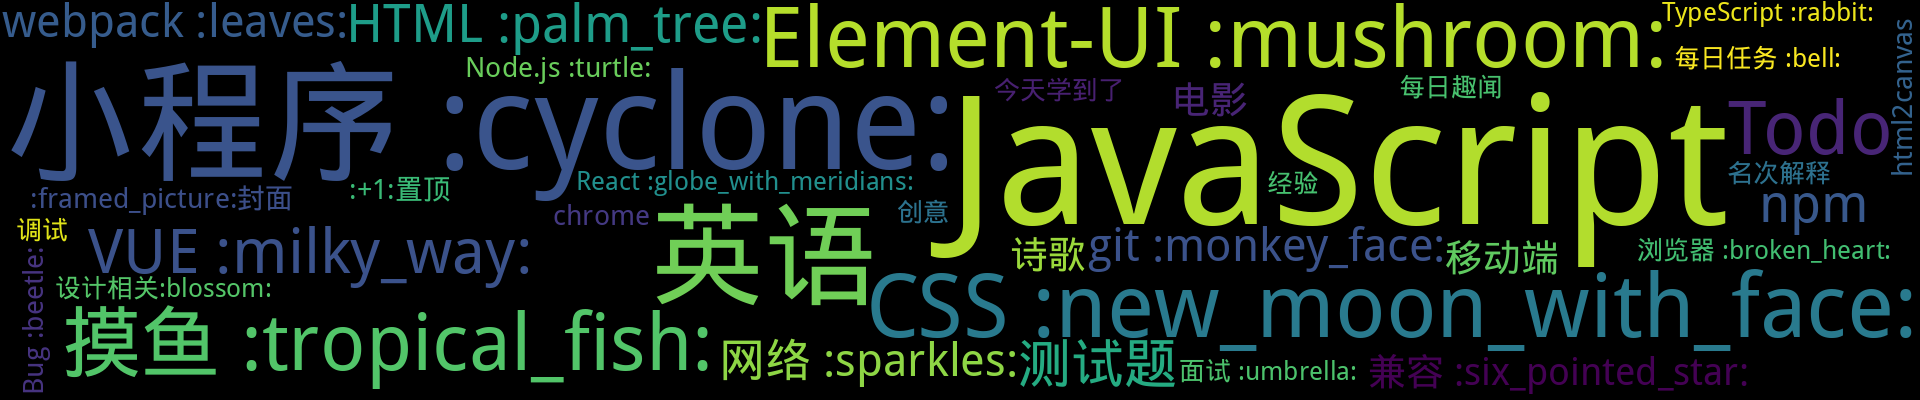 webpack :leaves:
HTML :palm_tree:
Element-UI :mushroom:
TypeScript :rabbit:
每日任务 :bell:
html2canvas
Node.js :turtle:
小程序 :cyclone:
今天学到了
电影
每日趣闻
JavaScript
Todo
:framed_picture:封面
:+1:置顶
React :globe_with_meridians:
经验
名次解释
npm
chrome
创意
调试
VUE :milky_way:
英语
诗歌
git :monkey_face:
移动端
浏览器 :broken_heart:
Bug :beetle:
设计相关:blossom:
CSS :new_moon_with_face:
摸鱼 :tropical_fish:
网络 :sparkles:
测试题
面试 :umbrella:
兼容 :six_pointed_star: